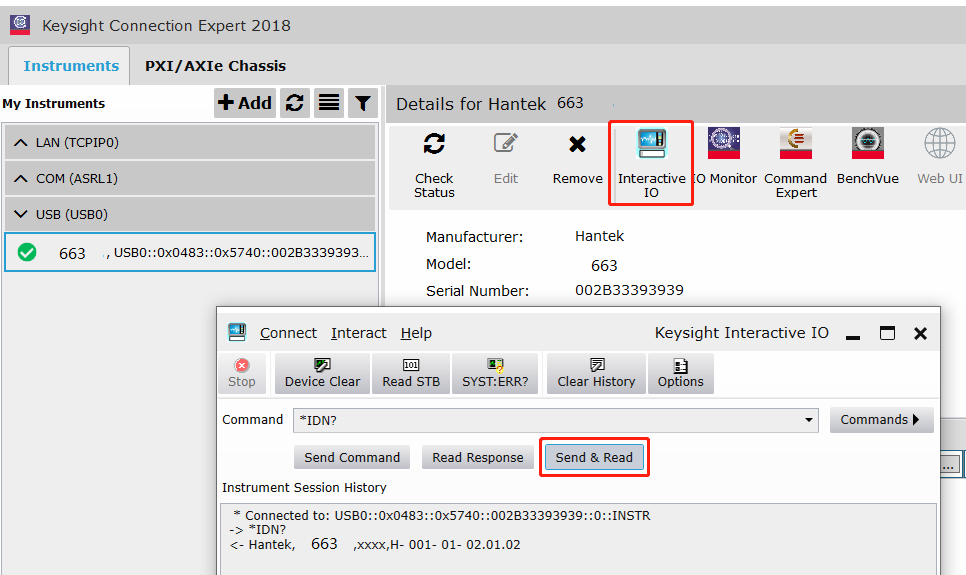 Keysight Connection Expert 2018
Instruments
PXI/AXIe Chassis
My Instruments
Add
Details for Hantek 663
LAN (TCPIP0)
COM (ASRL1)
USB (USB0)
663 , USB0::0x0483::0x5740::002B3339393...
Check Status
Edit
Remove
Interactive IO
IO Monitor
Command Expert
BenchVue
Web UI
Manufacturer: Hantek
Model: 663
Serial Number: 002B33393939
Connect Interact Help
Keysight Interactive IO
Stop
Device Clear
Read STB
SYST:ERR?
Clear History
Options
Command *IDN?
Commands
Send Command
Read Response
Send & Read
...
Instrument Session History
* Connected to: USB0::0x0483::0x5740::002B33393939::0::INSTR
-> *IDN?
<- Hantek, 663 ,xxxx,H- 001- 01- 02.01.02